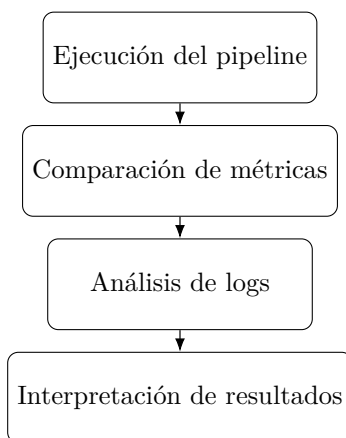 Ejecución del pipeline
Comparación de métricas
Análisis de logs
Interpretación de resultados